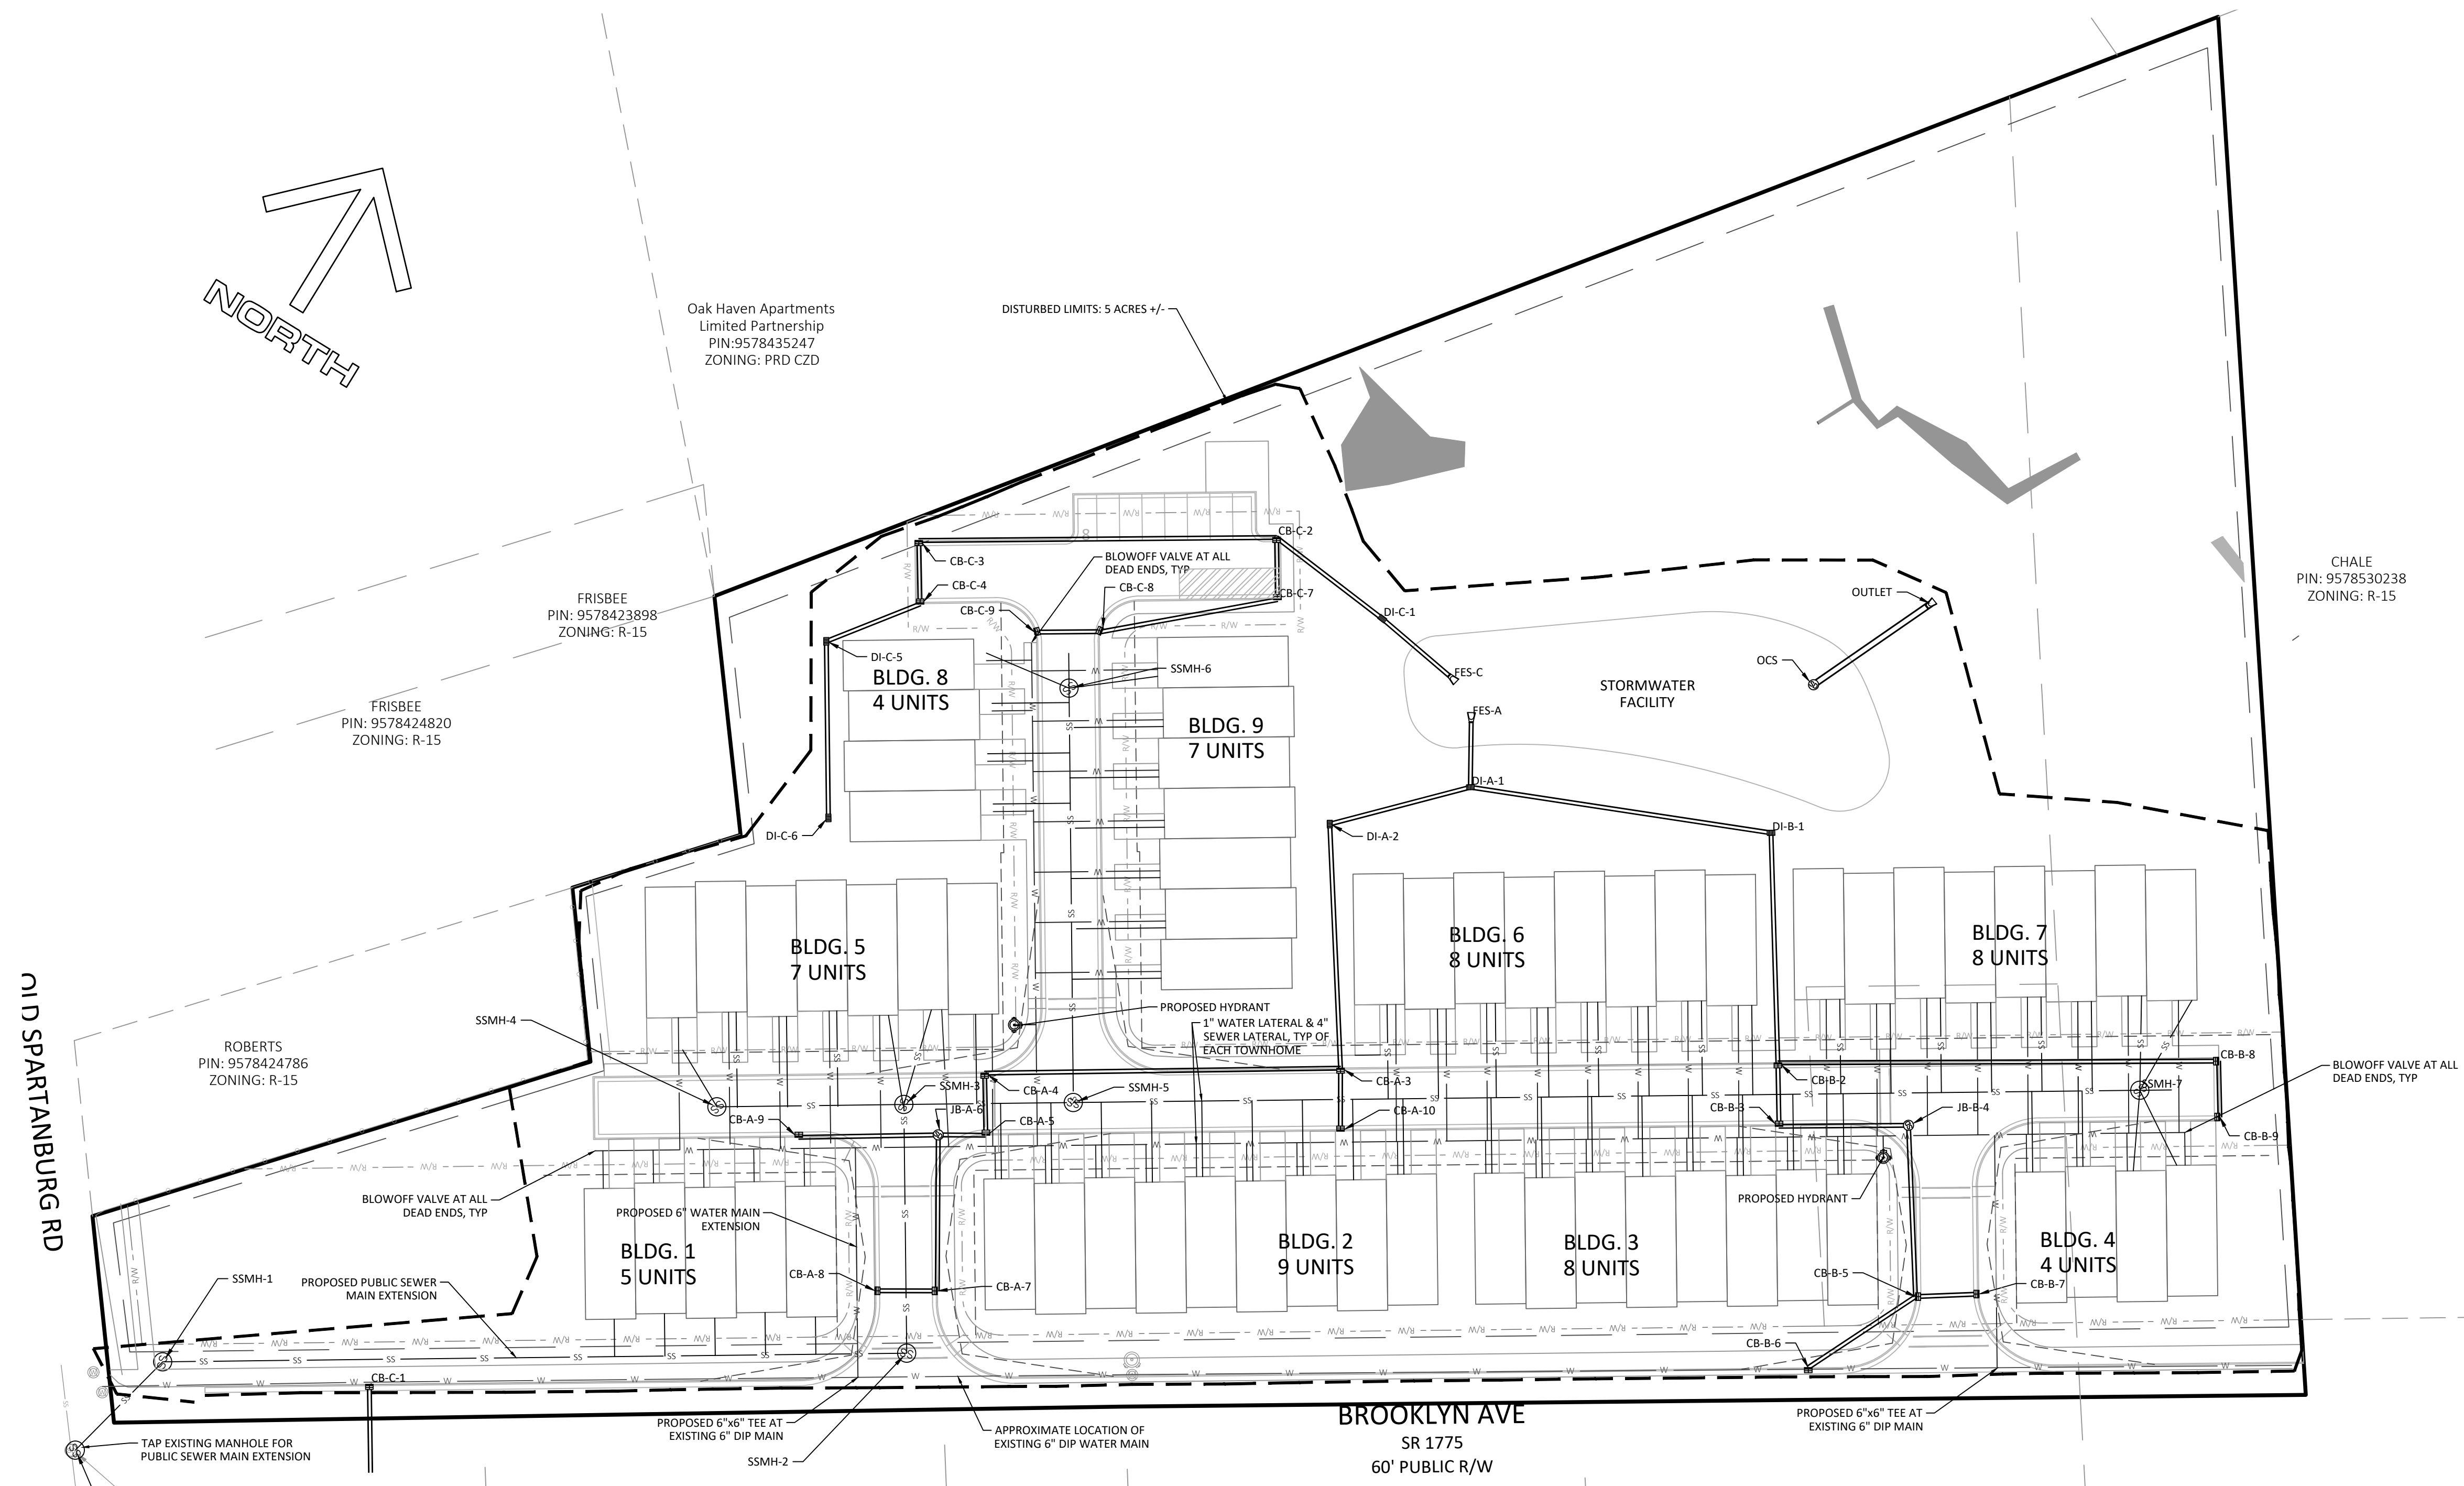 NORTH
Oak Haven Apartments
Limited Partnership
PIN:9578435247
ZONING: PRD CZD
DISTURBED LIMITS: 5 ACRES +/-
CB-C-2
CB-C-3
BLOWOFF VALVE AT ALL
DEAD ENDS, TYP
CB-C-4
CB-C-8
CB-C-7
CB-C-9
DI-C-1
OUTLET
CHALE
PIN: 9578530238
ZONING: R-15
FRISBEE
PIN: 9578423898
ZONING: R-15
DI-C-5
BLDG. 8
4 UNITS
SSMH-6
FES-C
OCS
STORMWATER
FACILITY
FRISBEE
PIN: 9578424820
ZONING: R-15
BLDG. 9
7 UNITS
FES-A
DI-A-1
DI-C-6
DI-A-2
DI-B-1
BLDG. 5
7 UNITS
BLDG. 6
8 UNITS
BLDG. 7
8 UNITS
SPARTANBURG RD
SSMH-4
PROPOSED HYDRANT
1" WATER LATERAL & 4"
SEWER LATERAL, TYP OF
EACH TOWNHOME
ROBERTS
PIN: 9578424786
ZONING: R-15
CB-B-8
BLOWOFF VALVE AT ALL
DEAD ENDS, TYP
SSMH-3
CB-A-4
SSMH-5
CB-A-3
CB-B-2
SSMH-7
CB-A-9
JB-A-6
CB-A-5
CB-A-10
CB-B-3
JB-B-4
CB-B-9
BLOWOFF VALVE AT ALL
DEAD ENDS, TYP
PROPOSED 6" WATER MAIN
EXTENSION
PROPOSED HYDRANT
BLDG. 1
5 UNITS
BLDG. 2
9 UNITS
BLDG. 3
8 UNITS
BLDG. 4
4 UNITS
SSMH-1
PROPOSED PUBLIC SEWER
MAIN EXTENSION
CB-A-8
CB-A-7
CB-B-5
CB-B-7
CB-B-6
CB-C-1
TAP EXISTING MANHOLE FOR
PUBLIC SEWER MAIN EXTENSION
PROPOSED 6"x6" TEE AT
EXISTING 6" DIP MAIN
SSMH-2
APPROXIMATE LOCATION OF
EXISTING 6" DIP WATER MAIN
BROOKLYN AVE
SR 1775
60' PUBLIC R/W
PROPOSED 6"x6" TEE AT
EXISTING 6" DIP MAIN